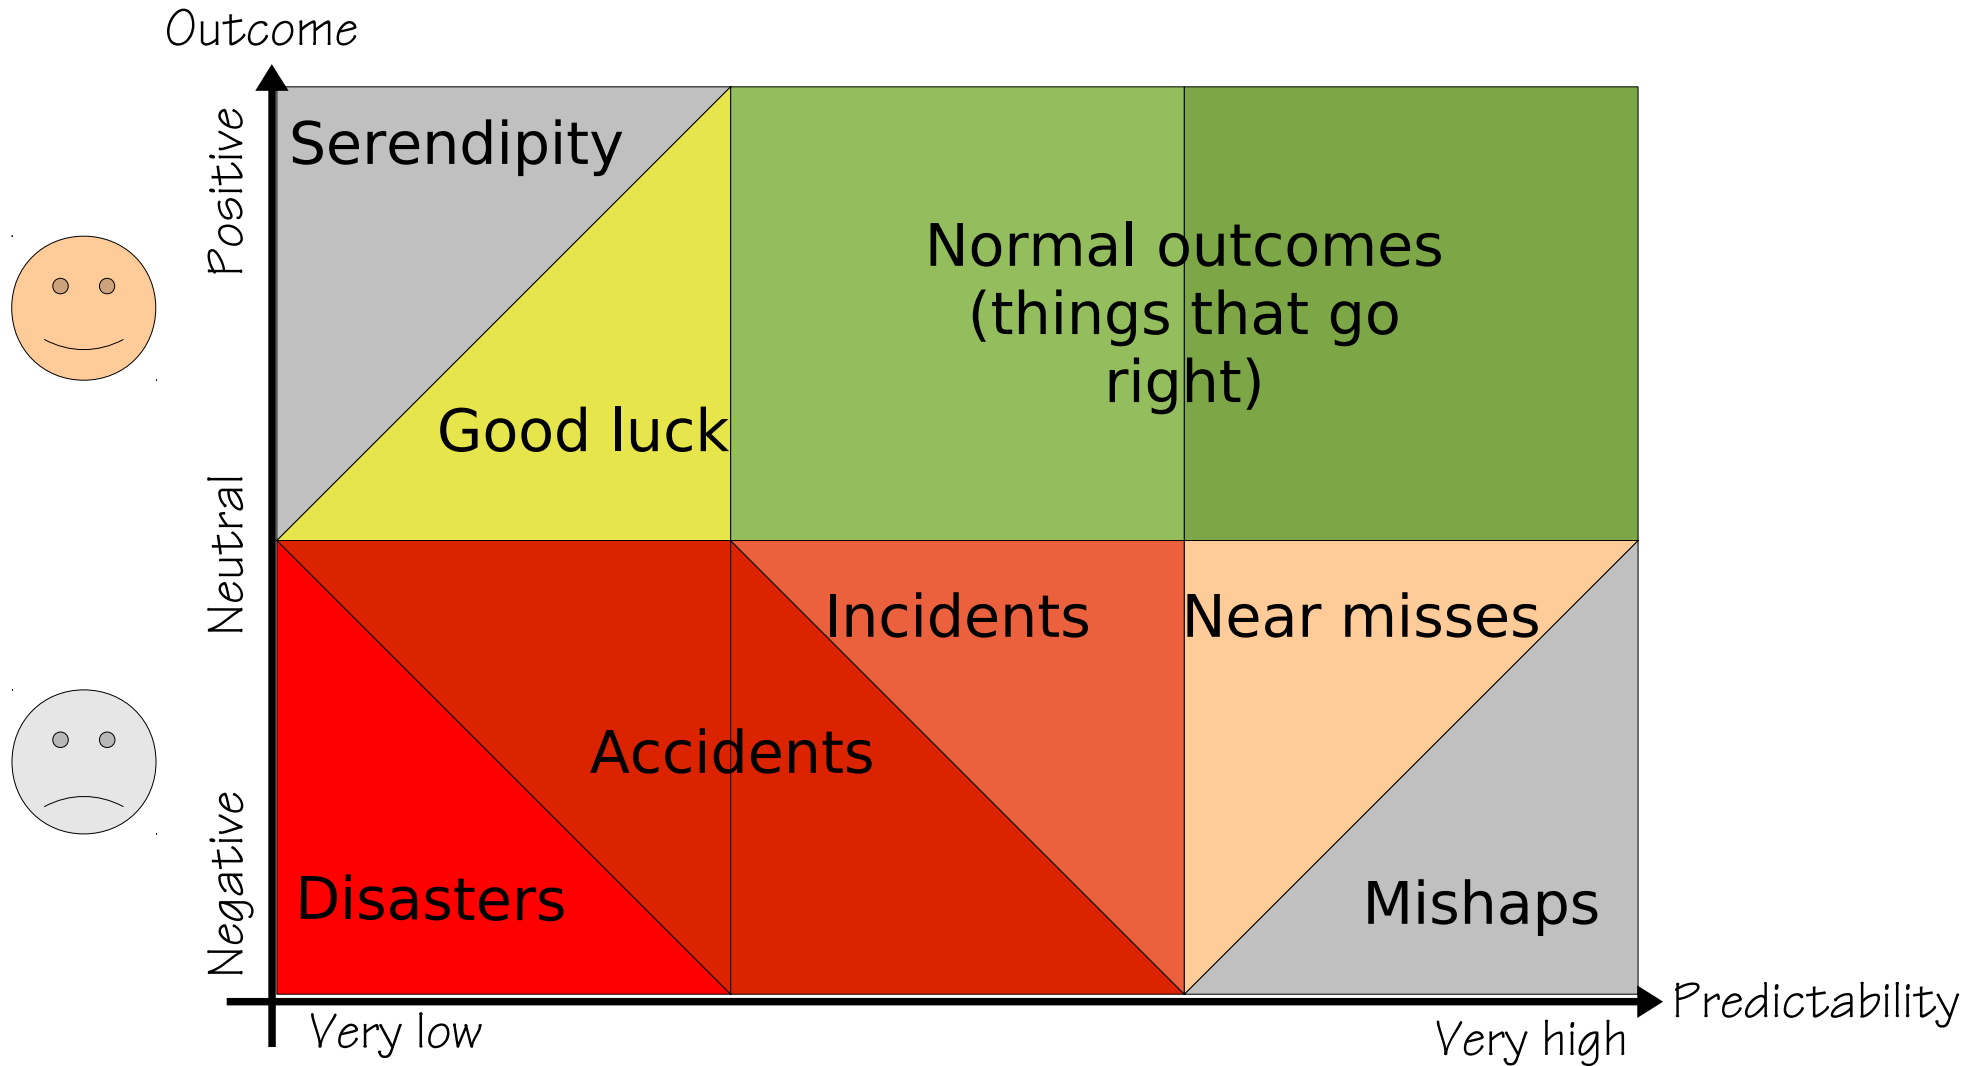 Outcome
Positive
Neutral
Negative
Serendipity
Good luck
Normal outcomes
(things that go
right)
Incidents
Near misses
Accidents
Disasters
Mishaps
Predictability
Very low
Very high